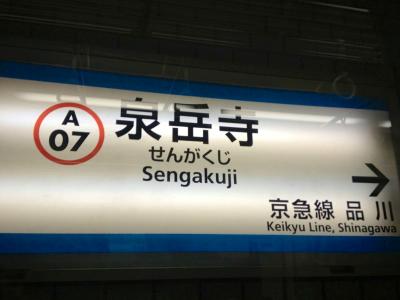 A
07
泉岳寺
せんがくじ
Sengakuji
京急線 品川
Keikyu Line, Shinagawa